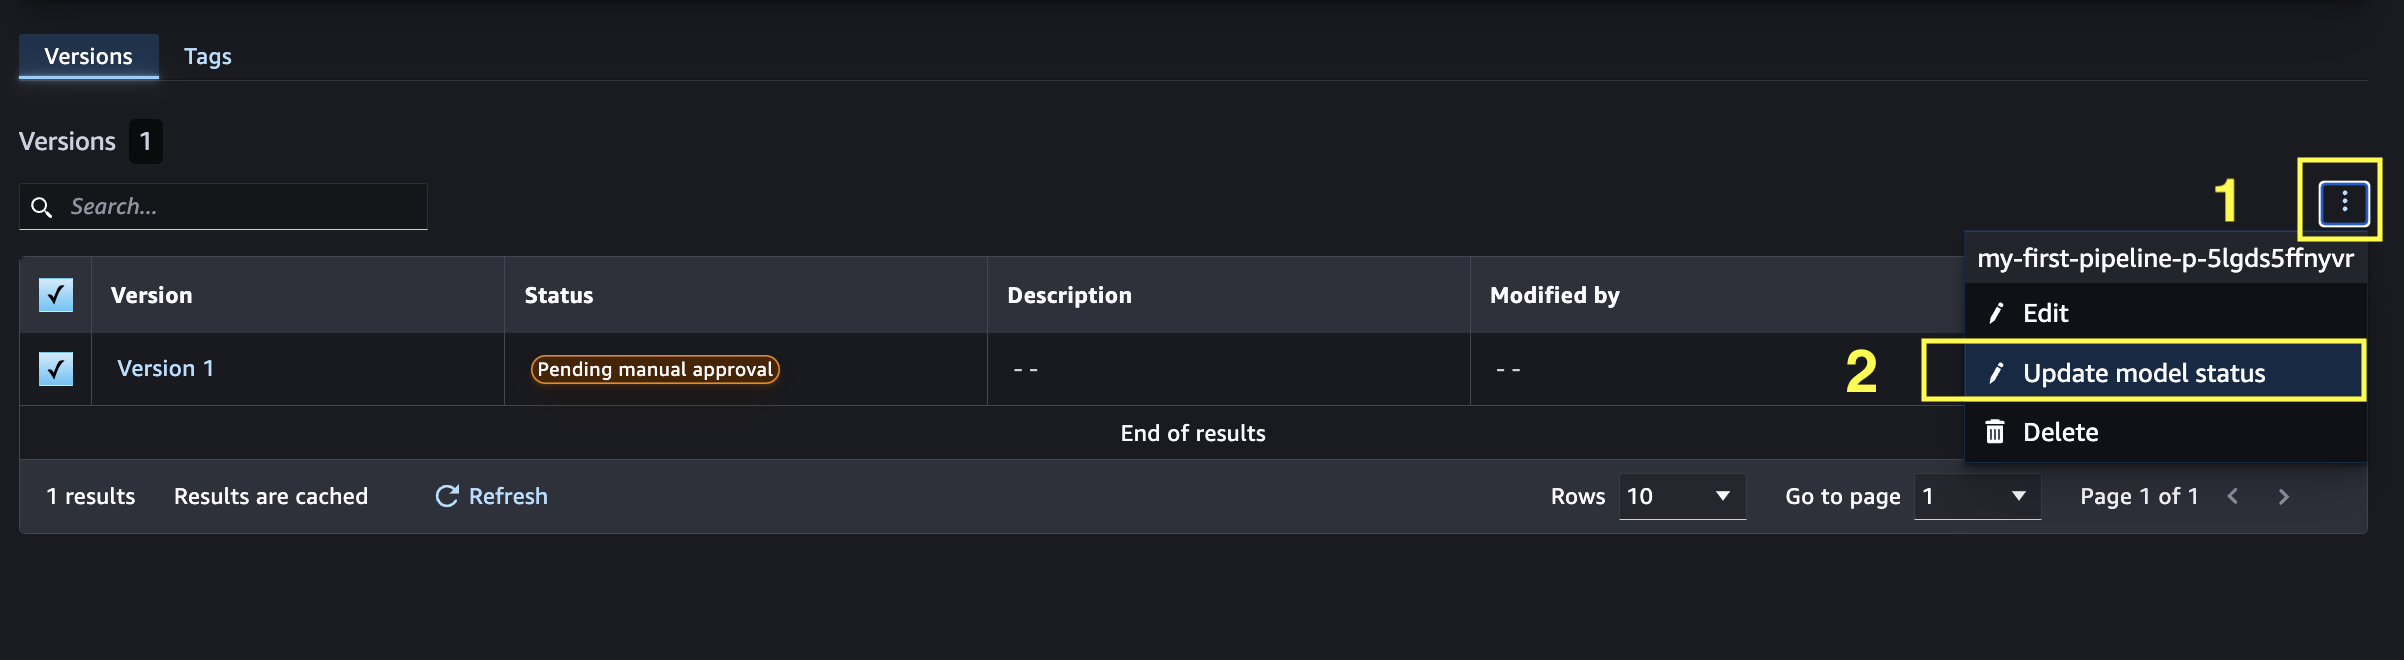 Versions Tags
Versions 1
Search...
1
my-first-pipeline-p-5lgds5ffnyvr
Version Status Description Modified by
Edit
Version 1 Pending manual approval -- --
2 Update model status
Delete
End of results
1 results Results are cached Refresh Rows 10 Go to page 1 Page 1 of 1